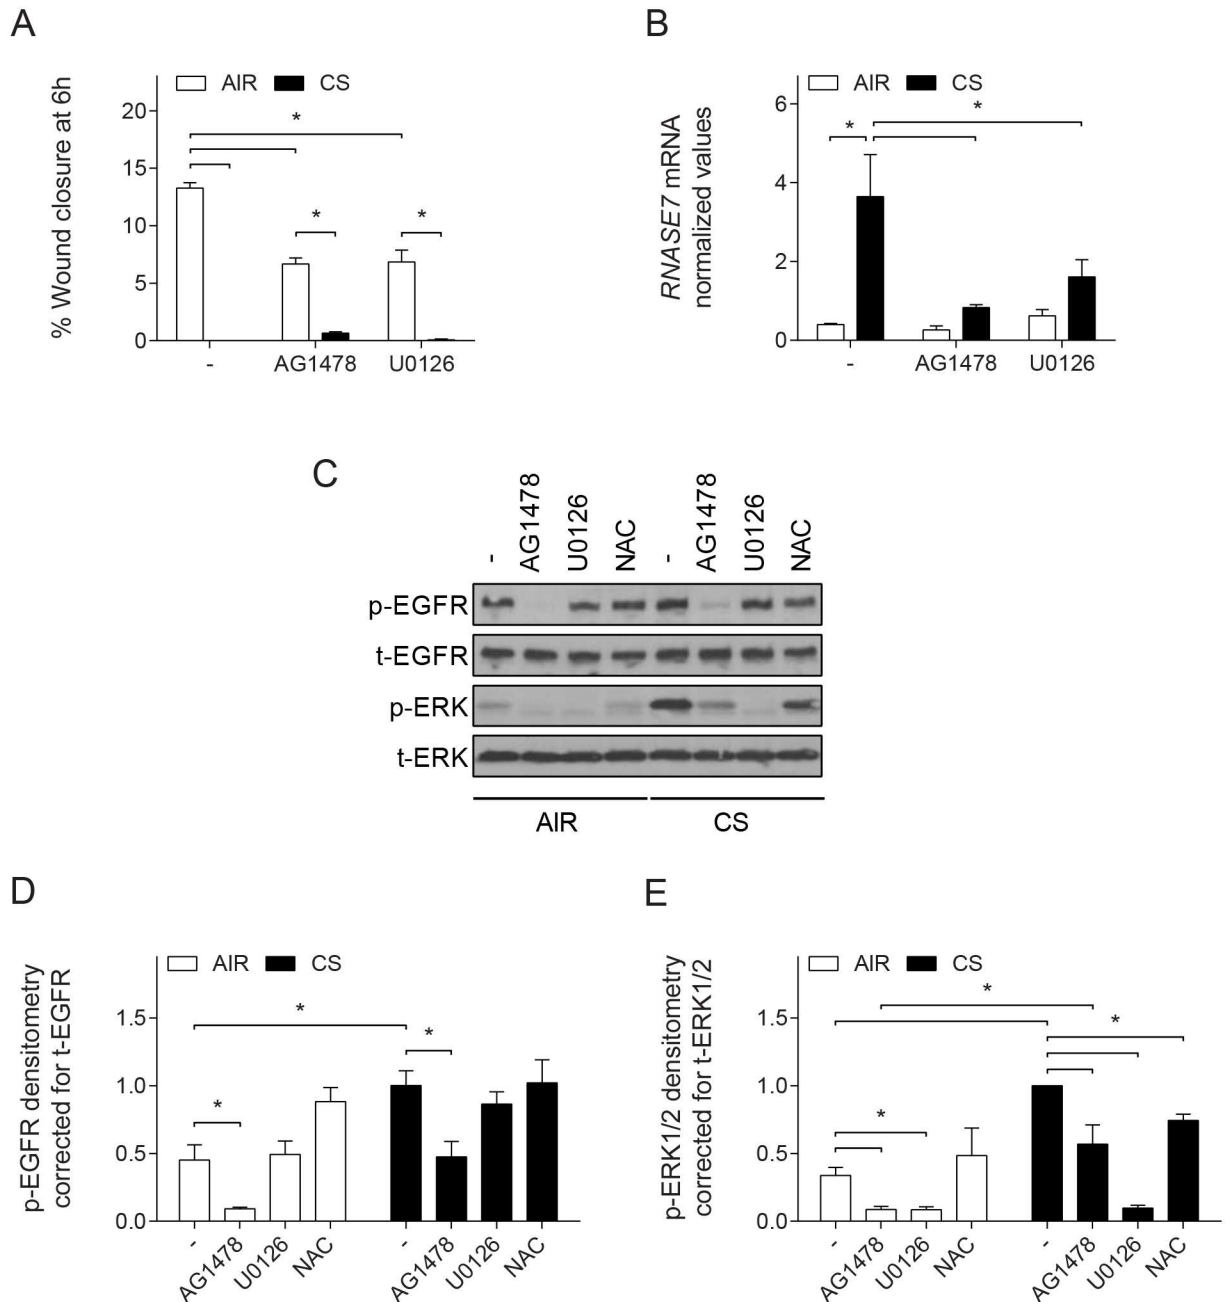 A
% Wound closure at 6h
AIR CS
20
15
10
5
0
*
*
*
- AG1478 U0126
B
RNASE7 mRNA
normalized values
AIR CS
6
4
2
0
*
*
- AG1478 U0126
C
- AG1478 U0126 NAC - AG1478 U0126 NAC
p-EGFR
t-EGFR
p-ERK
t-ERK
AIR CS
D
p-EGFR densitometry
corrected for t-EGFR
AIR CS
1.5
1.0
0.5
0.0
*
*
*
- AG1478 U0126 NAC - AG1478 U0126 NAC
E
p-ERK1/2 densitometry
corrected for t-ERK1/2
AIR CS
1.5
1.0
0.5
0.0
*
*
*
- AG1478 U0126 NAC - AG1478 U0126 NAC